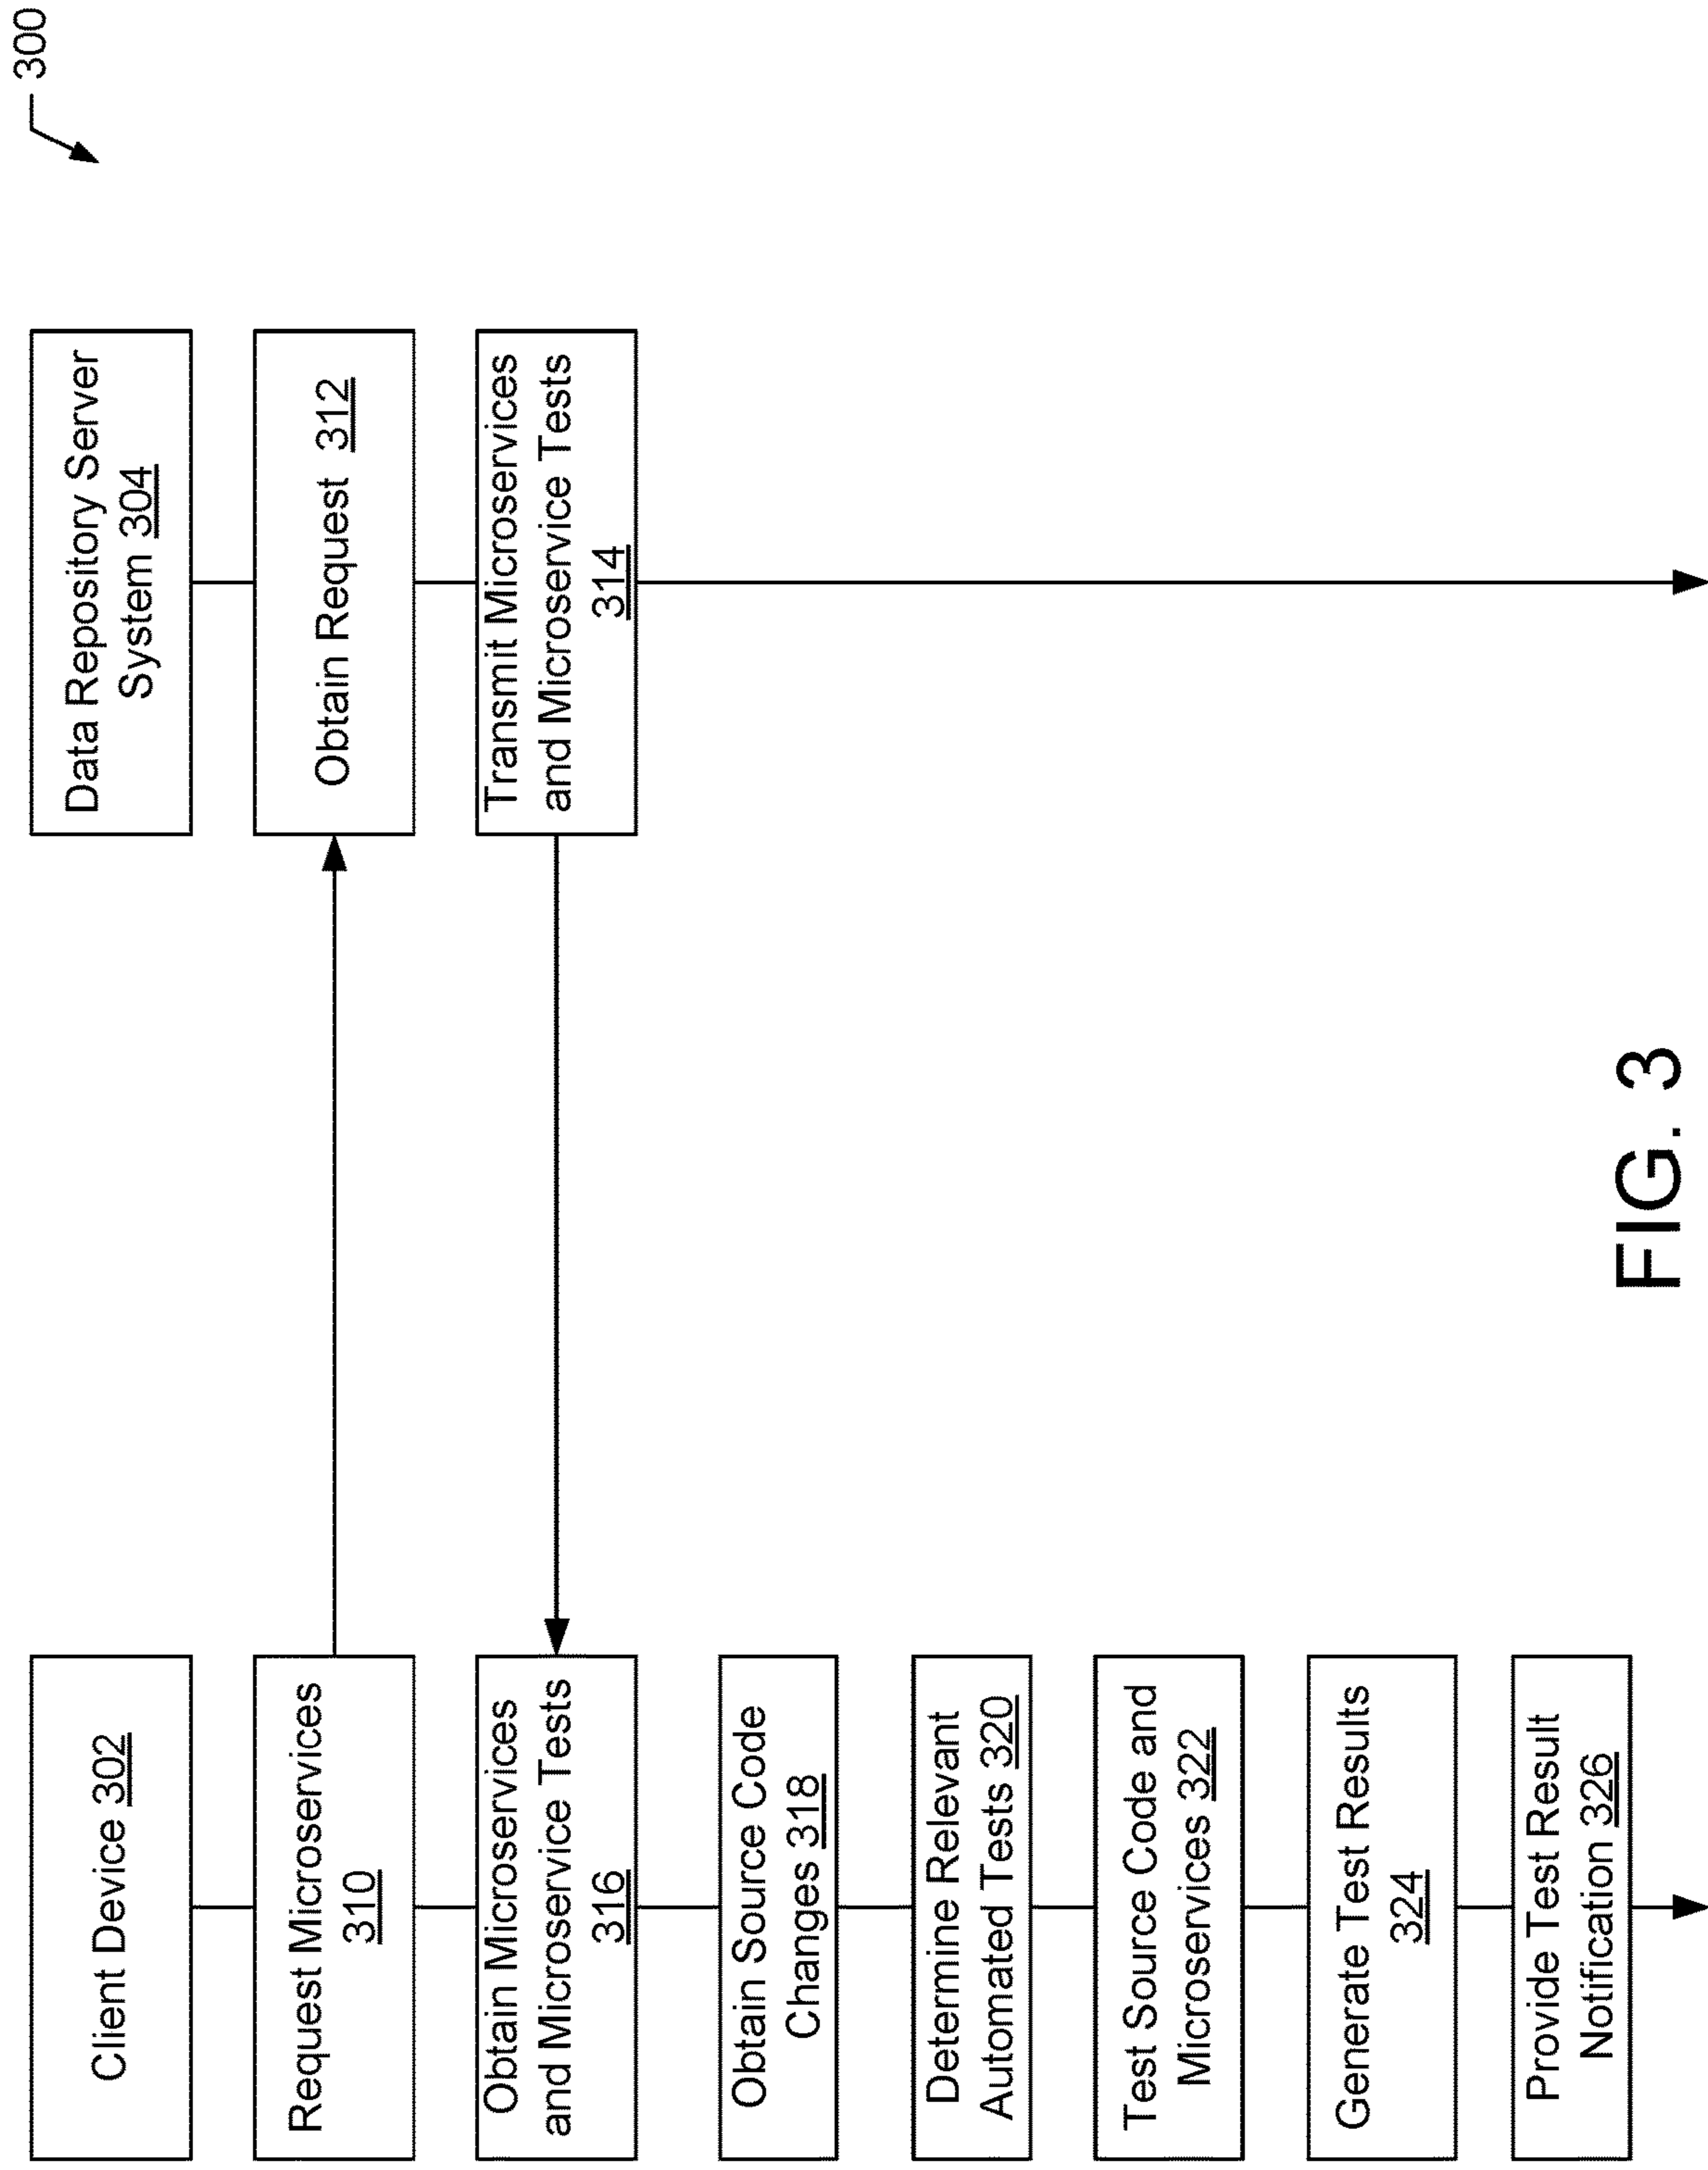 300
Client Device 302
Data Repository Server
System 304
Request Microservices
310
Obtain Request 312
Transmit Microservices
and Microservice Tests
314
Obtain Microservices
and Microservice Tests
316
Obtain Source Code
Changes 318
Determine Relevant
Automated Tests 320
Test Source Code and
Microservices 322
Generate Test Results
324
Provide Test Result
Notification 326
FIG. 3